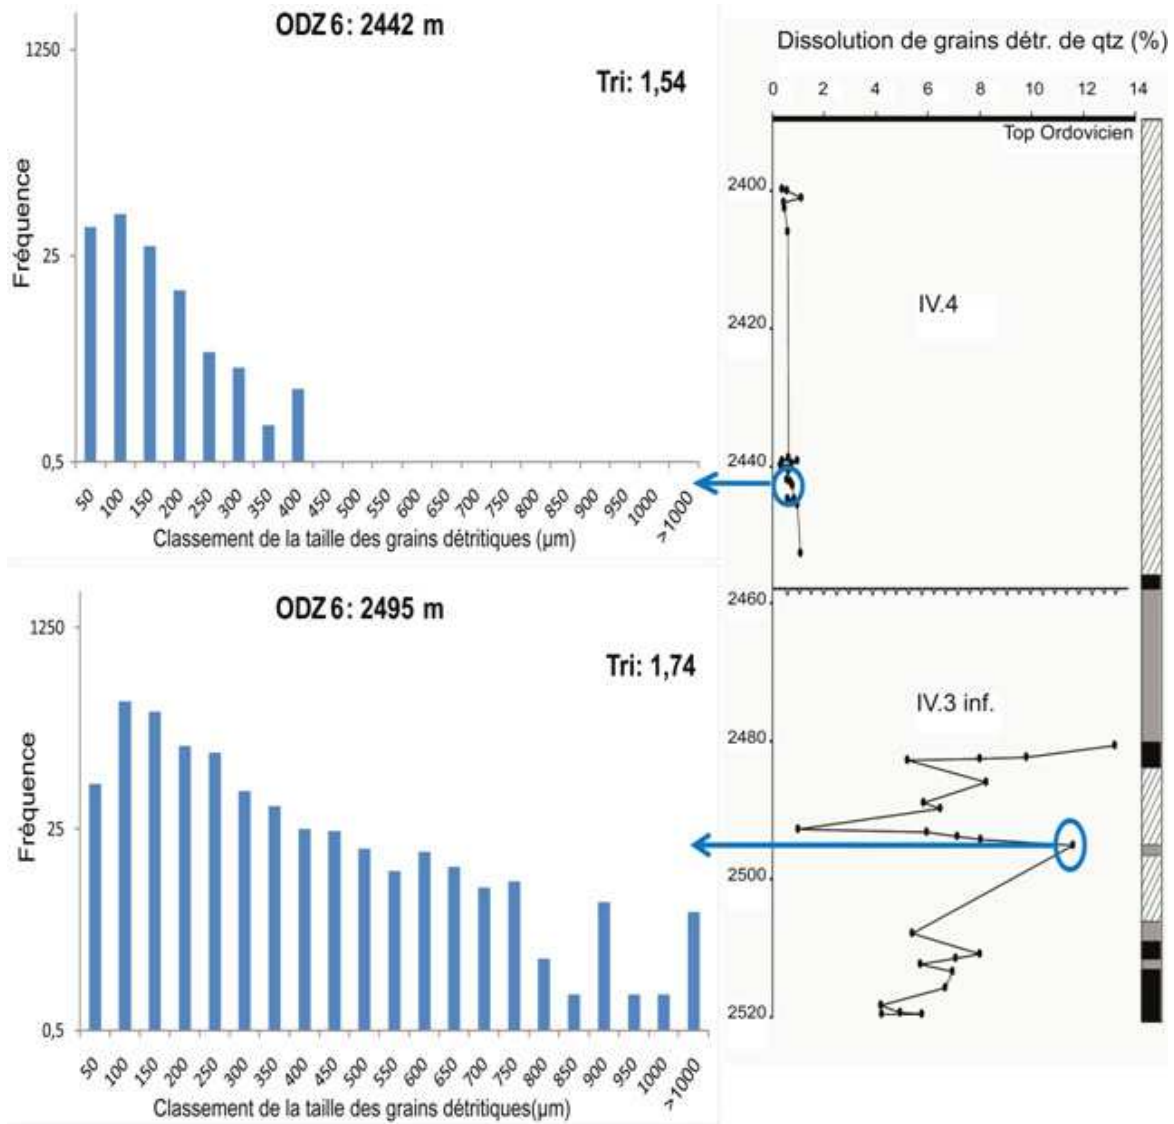 ODZ 6: 2442 m
Tri: 1,54
1250
25
0,5
Fréquence
50 100 150 200 250 300 350 400 450 500 550 600 650 700 750 800 850 900 950 1000 >1000
Classement de la taille des grains détritiques (µm)
ODZ 6: 2495 m
Tri: 1,74
1250
25
0,5
Fréquence
50 100 150 200 250 300 350 400 450 500 550 600 650 700 750 800 850 900 950 1000 >1000
Classement de la taille des grains détritiques(µm)
Dissolution de grains détr. de qtz (%)
0 2 4 6 8 10 12 14
Top Ordovicien
2400
2420
IV.4
2440
2460
IV.3 inf.
2480
2500
2520